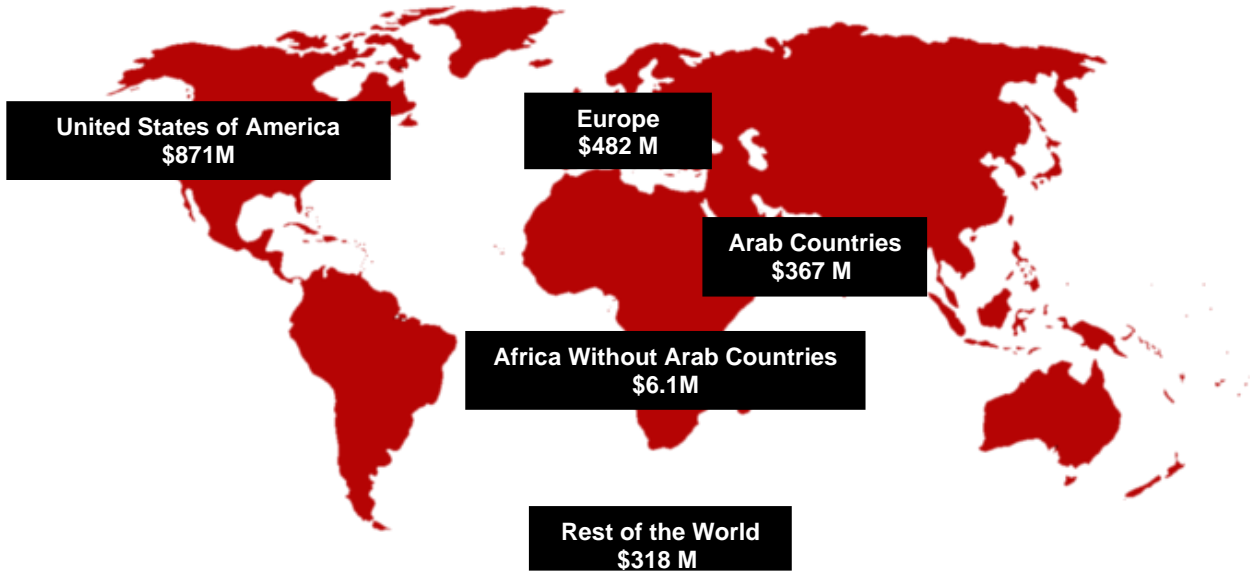 United States of America
$871M
Europe
$482 M
Arab Countries
$367 M
Africa Without Arab Countries
$6.1M
Rest of the World
$318 M